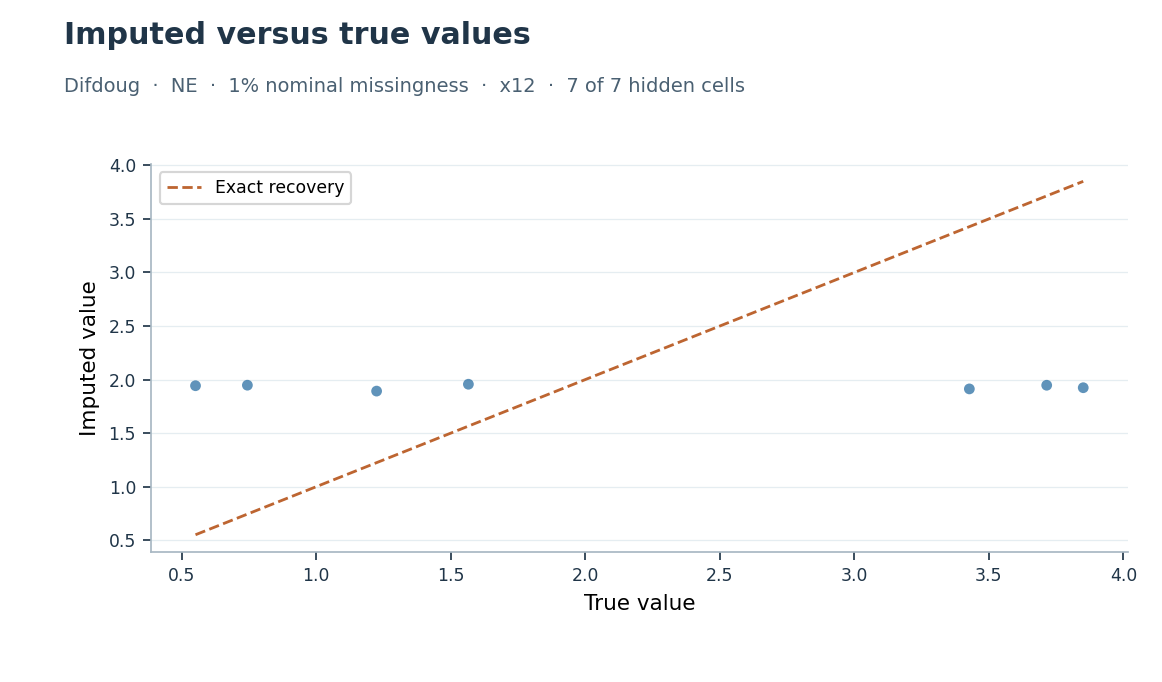 Imputed versus true values
Difdoug · NE · 1% nominal missingness · x12 · 7 of 7 hidden cells
Exact recovery
Imputed value
4.0
3.5
3.0
2.5
2.0
1.5
1.0
0.5
0.5 1.0 1.5 2.0 2.5 3.0 3.5 4.0
True value